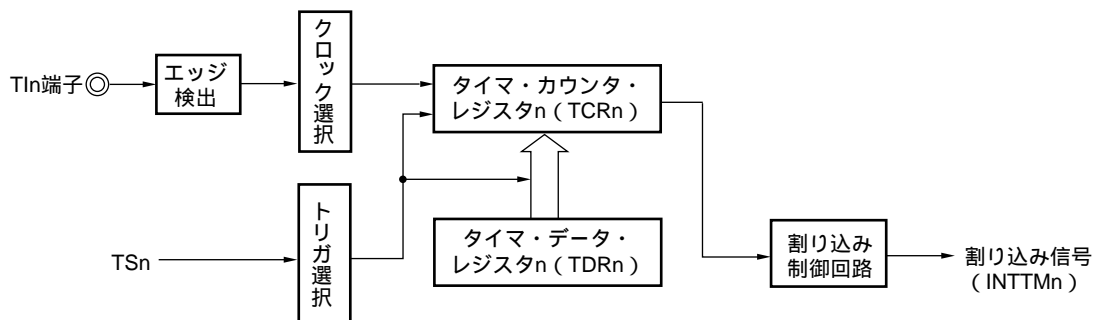 TIn端子
エッジ
検出
クロック選択
タイマ・カウンタ・
レジスタn（TCRn）
TSn
トリガ選択
タイマ・データ・
レジスタn（TDRn）
割り込み
制御回路
割り込み信号
（INTTMn）